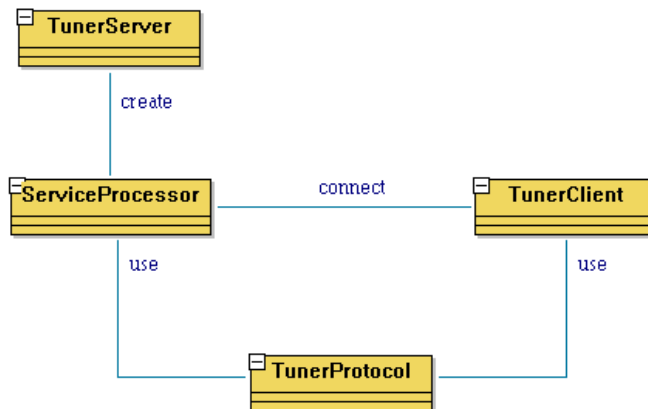 TunerServer
create
ServiceProcessor
connect
TunerClient
use
use
TunerProtocol